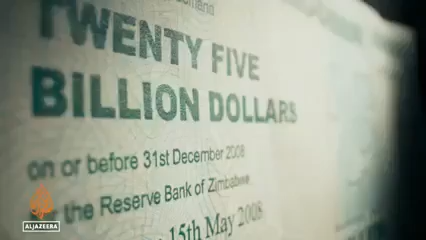 TWENTY FIVE
BILLION DOLLARS
on or before 31st December 2008
the Reserve Bank of Zimbabwe
15th May 2008
ALJAZEERA